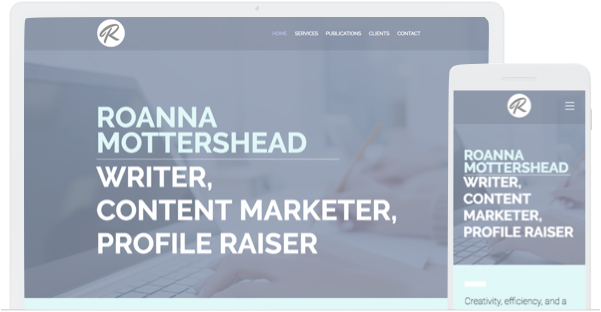 R
HOME SERVICES PUBLICATIONS CLIENTS CONTACT
ROANNA
MOTTERSHEAD
WRITER,
CONTENT MARKETER,
PROFILE RAISER
R
ROANNA
MOTTERSHEAD
WRITER,
CONTENT
MARKETER,
PROFILE RAISER
Creativity, efficiency, and a